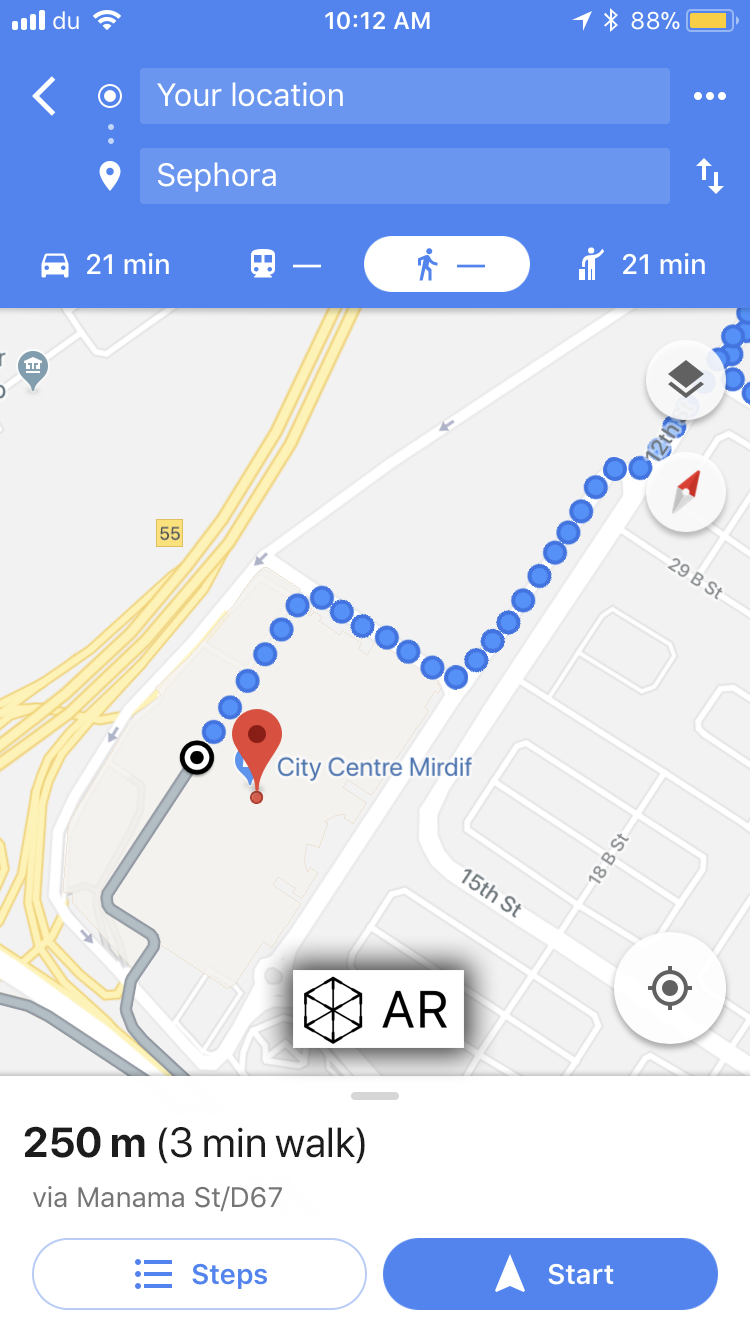 du 10:12 AM 88%
Your location
Sephora
21 min — — 21 min
12th
55
29 B St
City Centre Mirdif
18 B St
15th St
AR
250 m (3 min walk)
via Manama St/D67
Steps Start